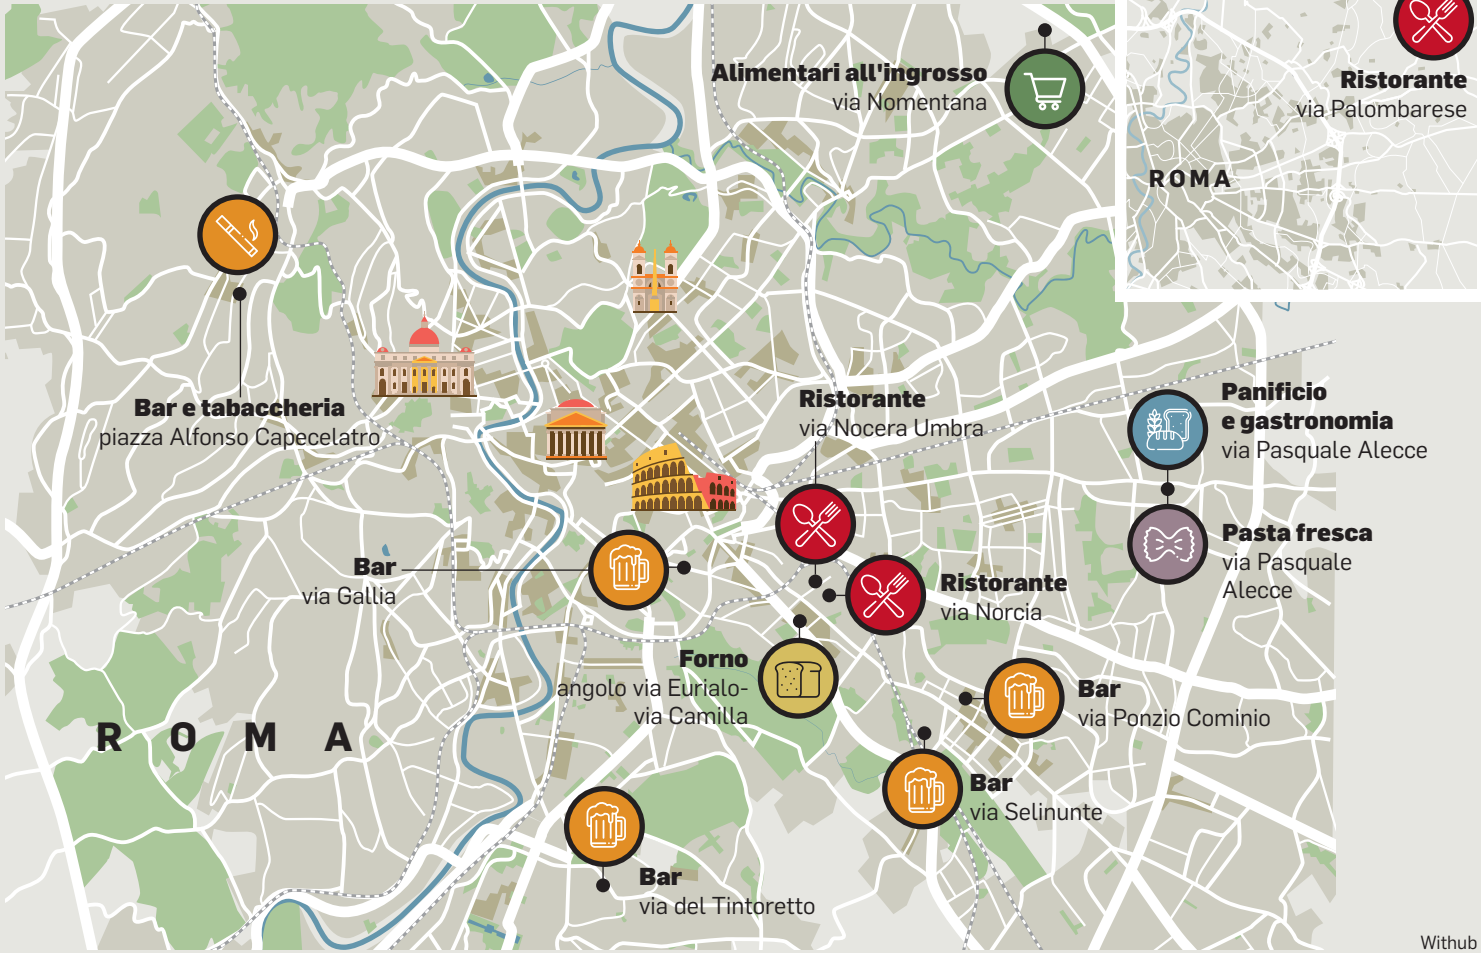 Alimentari all'ingrosso
via Nomentana
Ristorante
via Palombarese
ROMA
Bar e tabaccheria
piazza Alfonso Capecelatro
Ristorante
via Nocera Umbra
Panificio
e gastronomia
via Pasquale Alecce
Pasta fresca
via Pasquale
Alecce
Bar
via Gallia
Ristorante
via Norcia
Forno
angolo via Eurialo-
via Camilla
Bar
via Ponzio Cominio
ROMA
Bar
via Selinunte
Bar
via del Tintoretto
Withub